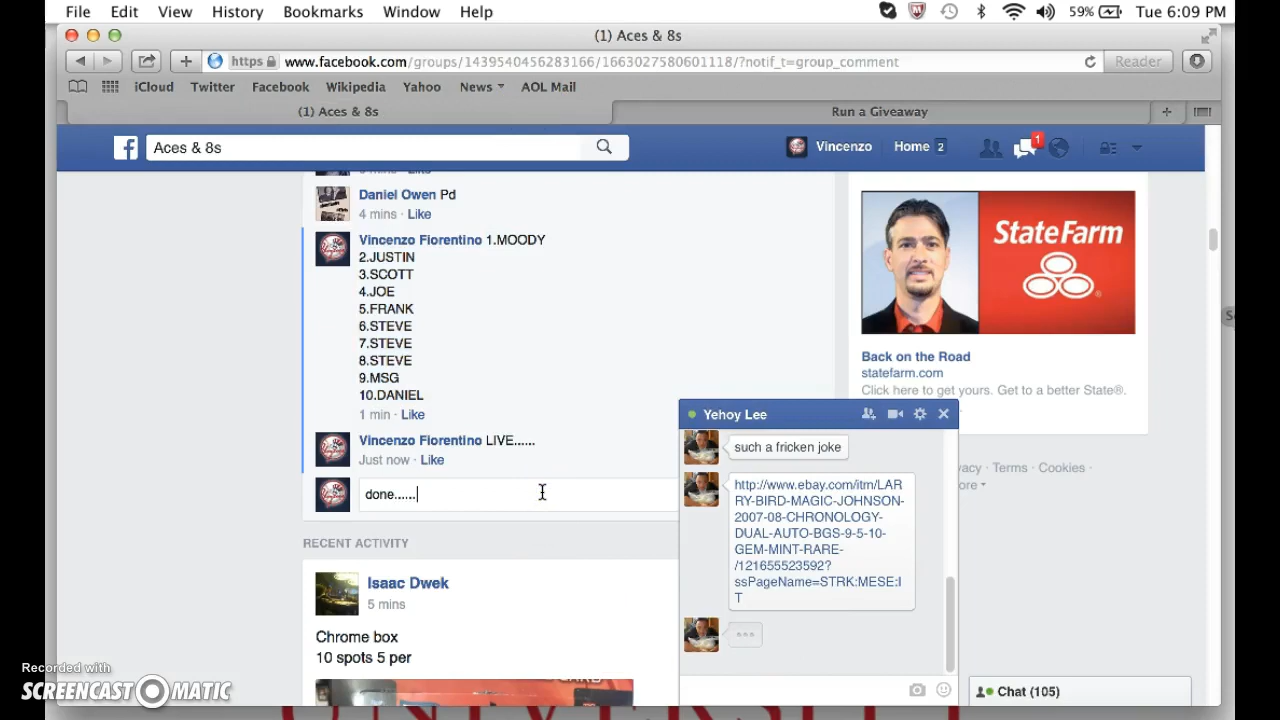 File Edit View History Bookmarks Window Help 59% Tue 6:09 PM
(1) Aces & 8s
https www.facebook.com/groups/1439540456283166/1663027580601118/?notif_t=group_comment Reader
iCloud Twitter Facebook Wikipedia Yahoo News AOL Mail
(1) Aces & 8s Run a Giveaway
Aces & 8s Vincenzo Home 2 1
Daniel Owen Pd
4 mins · Like
Vincenzo Fiorentino 1.MOODY
2.JUSTIN
3.SCOTT
4.JOE
5.FRANK
6.STEVE
7.STEVE
8.STEVE
9.MSG
10.DANIEL
1 min · Like
Vincenzo Fiorentino LIVE......
Just now · Like
done......
RECENT ACTIVITY
Isaac Dwek
5 mins
Chrome box
10 spots 5 per
StateFarm
Back on the Road
statefarm.com
Click here to get yours. Get to a better State®.
vacy · Terms · Cookies ·
ore
Yehoy Lee
such a fricken joke
http://www.ebay.com/itm/LAR
RY-BIRD-MAGIC-JOHNSON-
2007-08-CHRONOLOGY-
DUAL-AUTO-BGS-9-5-10-
GEM-MINT-RARE-
/121655523592?
ssPageName=STRK:MESE:I
T
Chat (105)
Recorded with
SCREENCAST-O-MATIC